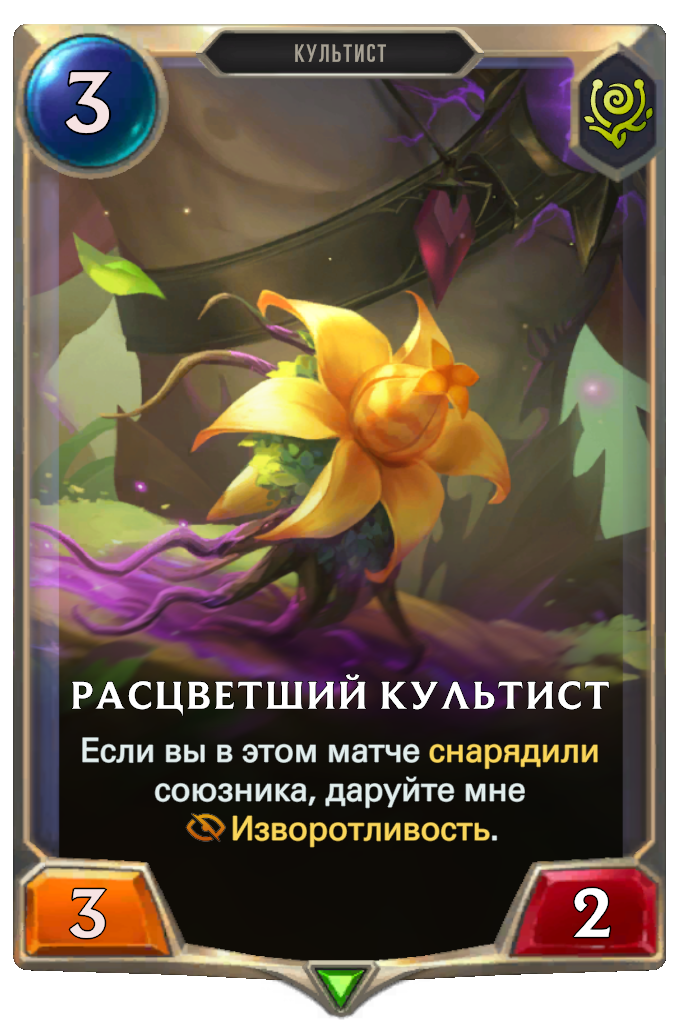 КУЛЬТИСТ
3
РАСЦВЕТШИЙ КУЛЬТИСТ
Если вы в этом матче снарядили
союзника, даруйте мне
Изворотливость.
3
2